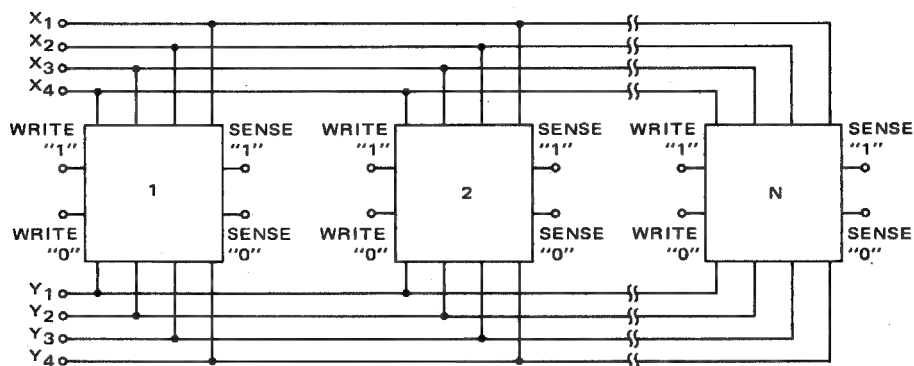 X1
X2
X3
X4
WRITE "1" SENSE "1" WRITE "1" SENSE "1" WRITE "1" SENSE "1"
1 2 N
WRITE "0" SENSE "0" WRITE "0" SENSE "0" WRITE "0" SENSE "0"
Y1
Y2
Y3
Y4